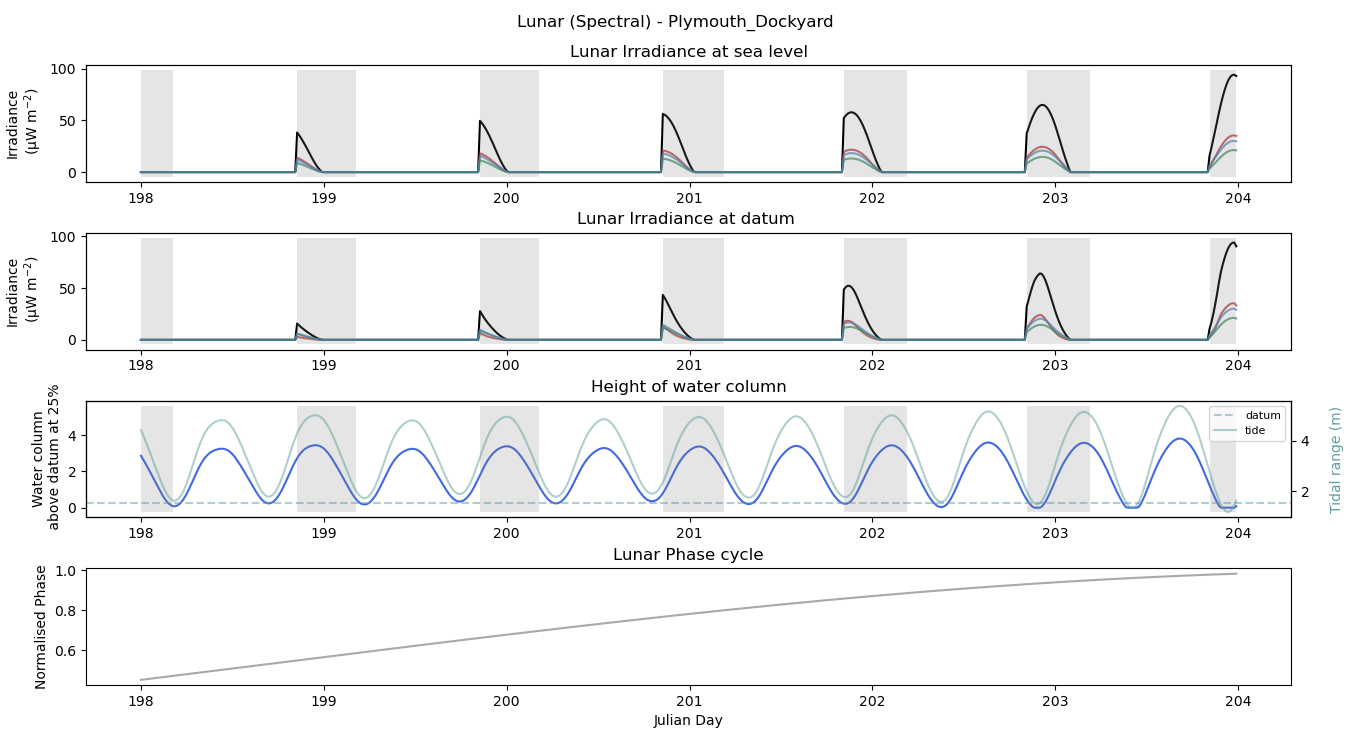 Lunar (Spectral) - Plymouth_Dockyard
Lunar Irradiance at sea level
Irradiance
(μW m⁻²)
100
50
0
198 199 200 201 202 203 204
Lunar Irradiance at datum
Irradiance
(μW m⁻²)
100
50
0
198 199 200 201 202 203 204
Height of water column
Water column
above datum at 25%
4
2
0
datum
tide
4
2
Tidal range (m)
198 199 200 201 202 203 204
Lunar Phase cycle
Normalised Phase
1.0
0.8
0.6
198 199 200 201 202 203 204
Julian Day